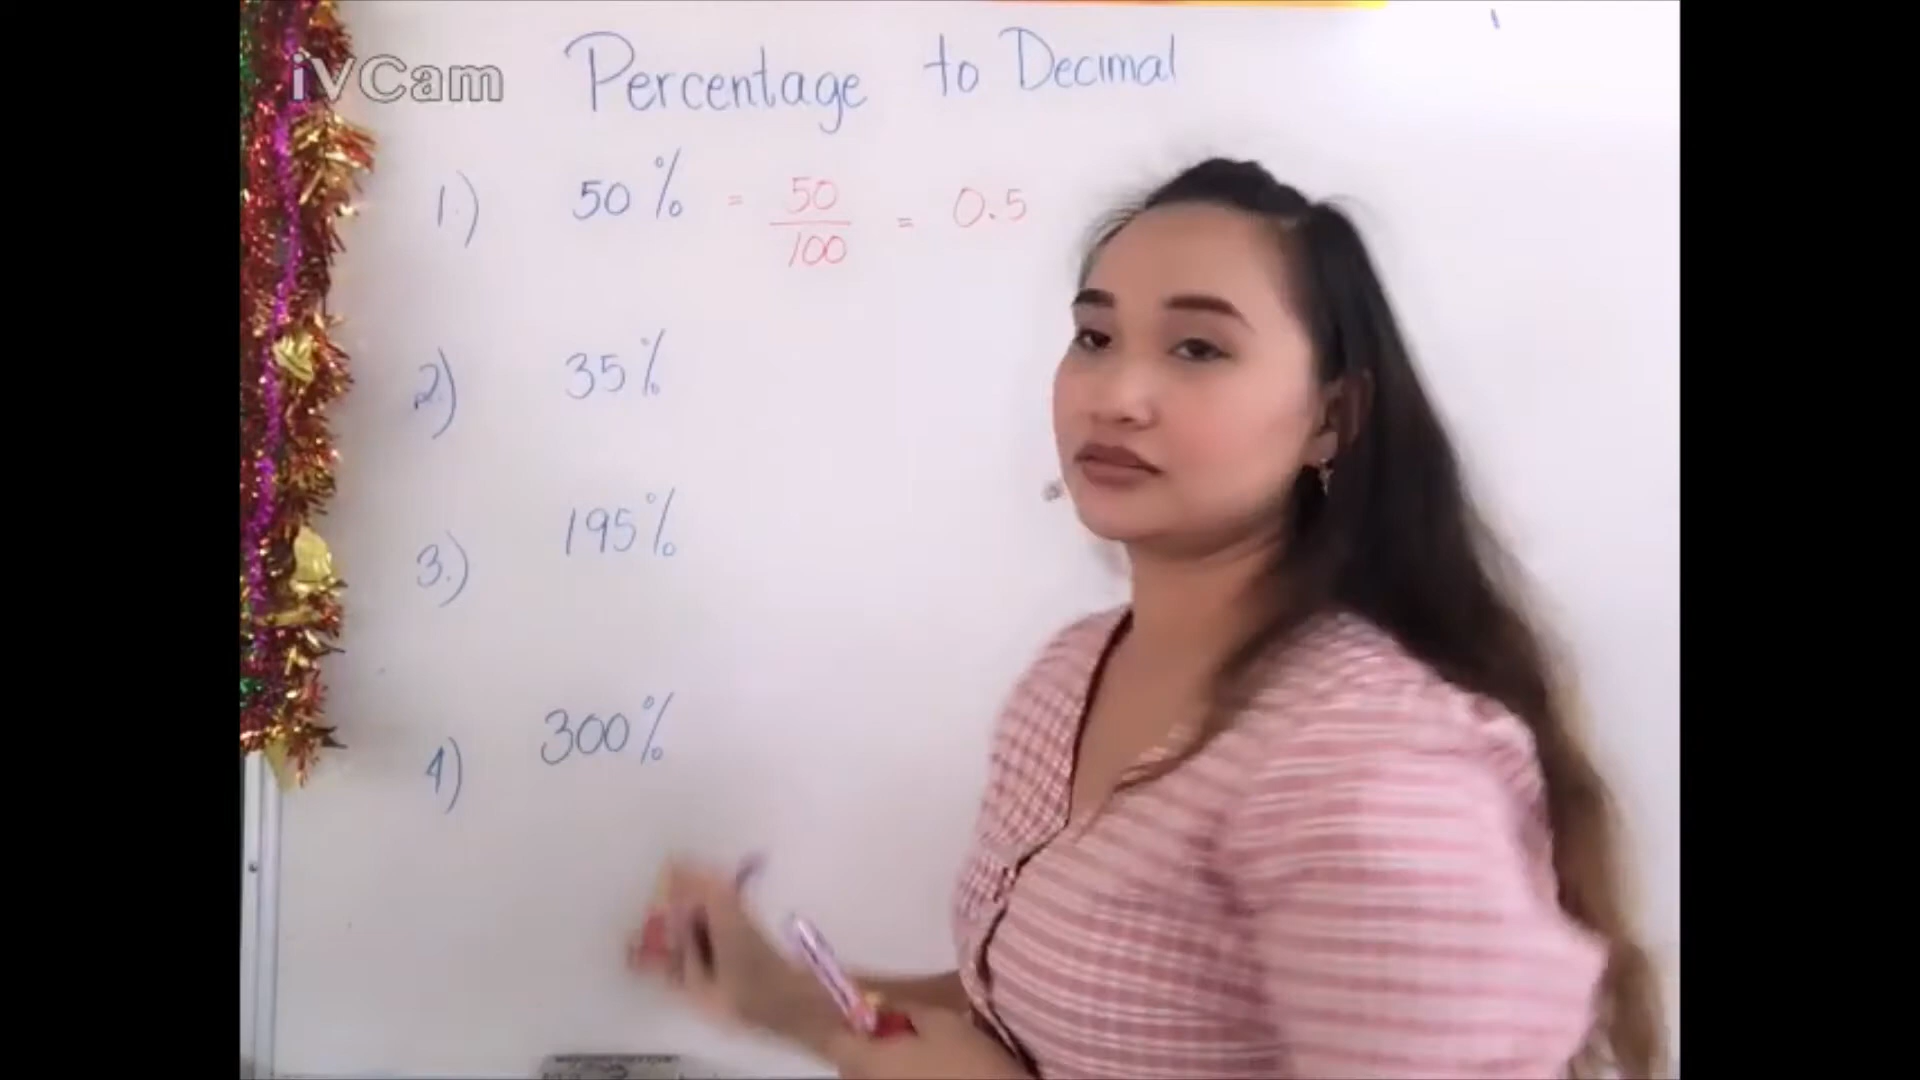 iVCam
Percentage to Decimal
1.) 50% = 50/100 = 0.5
2.) 35%
3.) 195%
4) 300%